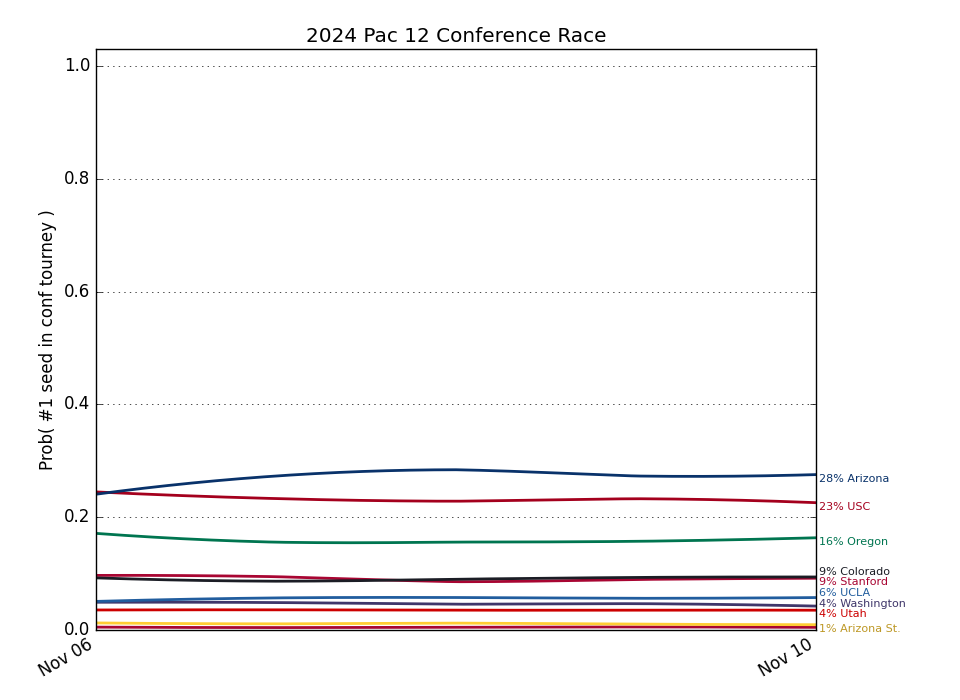 2024 Pac 12 Conference Race
Prob( #1 seed in conf tourney )
1.0
0.8
0.6
0.4
0.2
0.0
Nov 06
Nov 10
28% Arizona
23% USC
16% Oregon
9% Colorado
9% Stanford
6% UCLA
4% Washington
4% Utah
1% Arizona St.